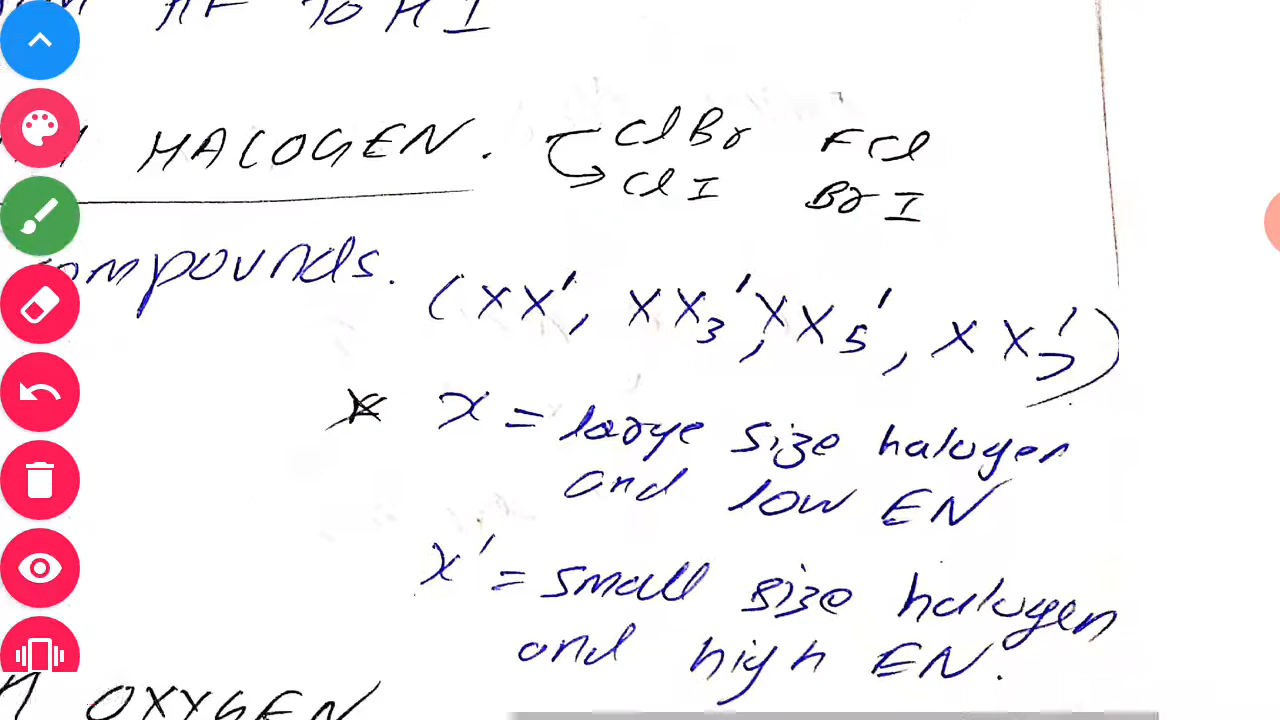 HF TO HI
HALOGEN. ClBr FCl
ClI BrI
ompounds.
(XX', XX₃', XX₅', XX₇')
* X = large size halogen
and low EN
X' = small size halogen
and high EN.
OXYGEN